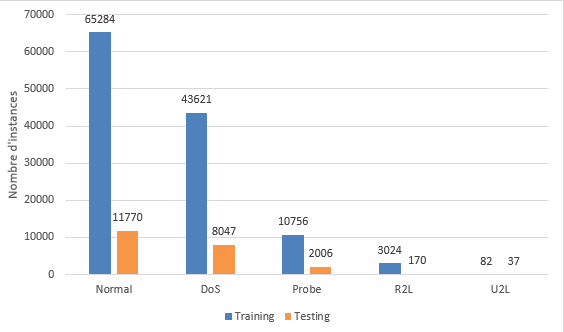 70000
60000
50000
40000
30000
20000
10000
0
Nombre d'instances
65284
11770
43621
8047
10756
2006
3024
170
82
37
Normal
DoS
Probe
R2L
U2L
Training
Testing